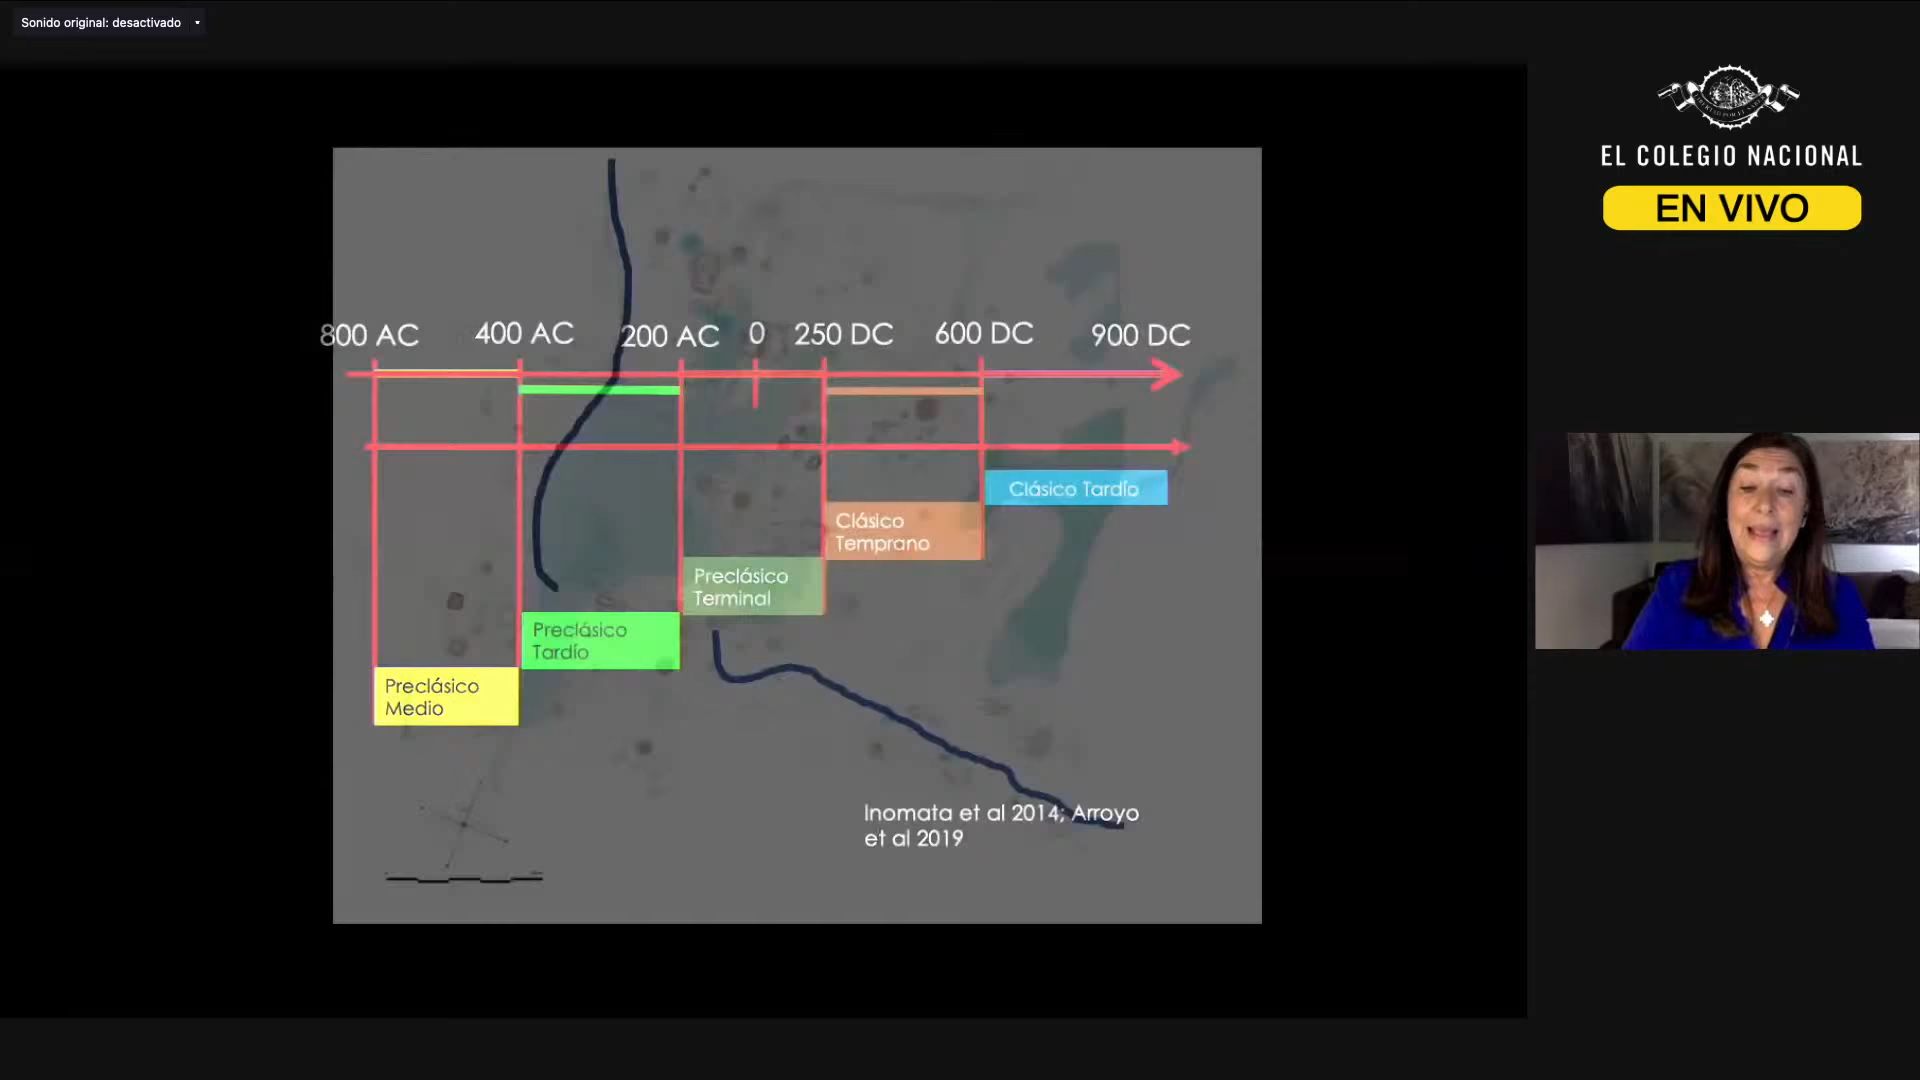 Sonido original: desactivado
EL COLEGIO NACIONAL
EN VIVO
800 AC
400 AC
200 AC
0
250 DC
600 DC
900 DC
Clásico Tardío
Clásico
Temprano
Preclásico
Terminal
Preclásico
Tardío
Preclásico
Medio
Inomata et al 2014; Arroyo
et al 2019